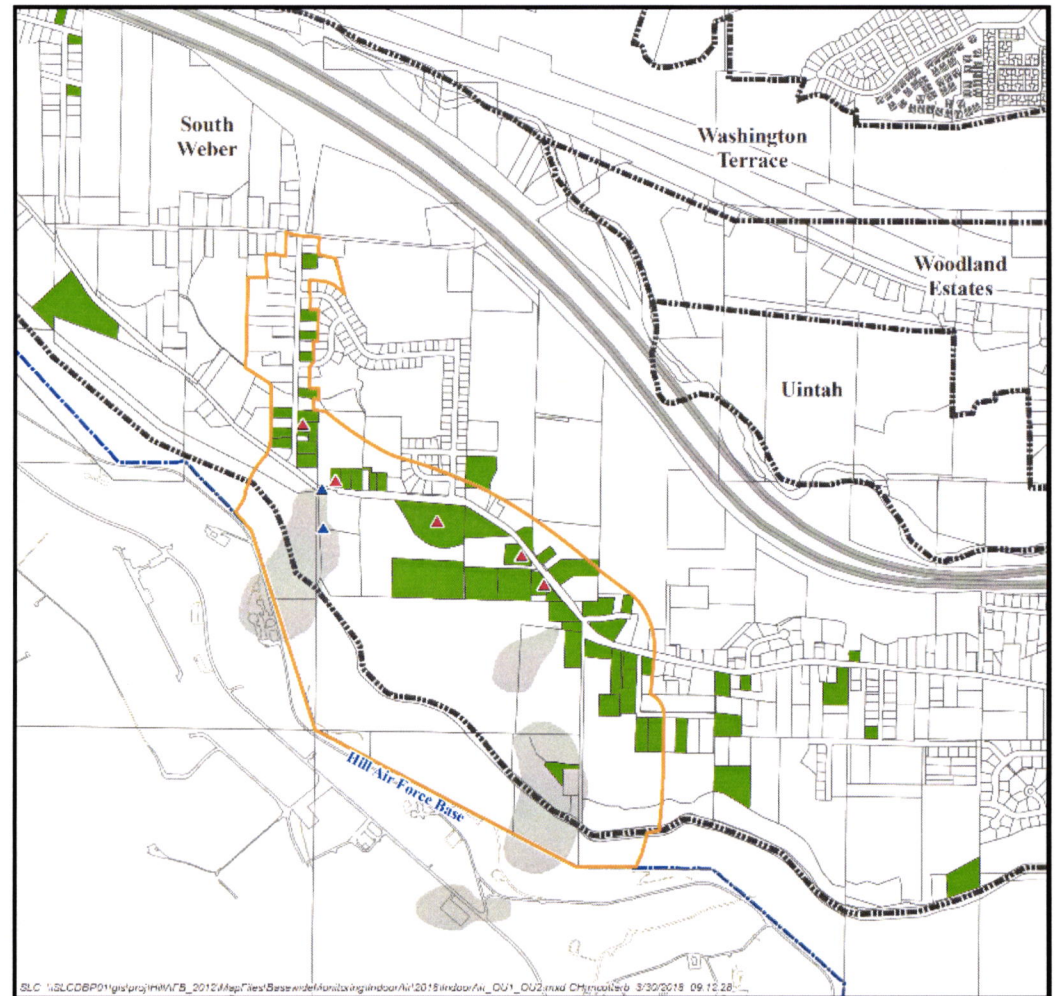 South
Weber
Washington
Terrace
Woodland
Estates
Uintah
Hill Air Force Base